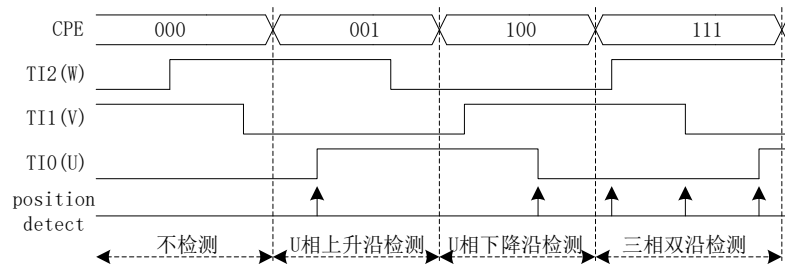 CPE 000 001 100 111
TI2(W)
TI1(V)
TI0(U)
position
detect
不检测 U相上升沿检测 U相下降沿检测 三相双沿检测